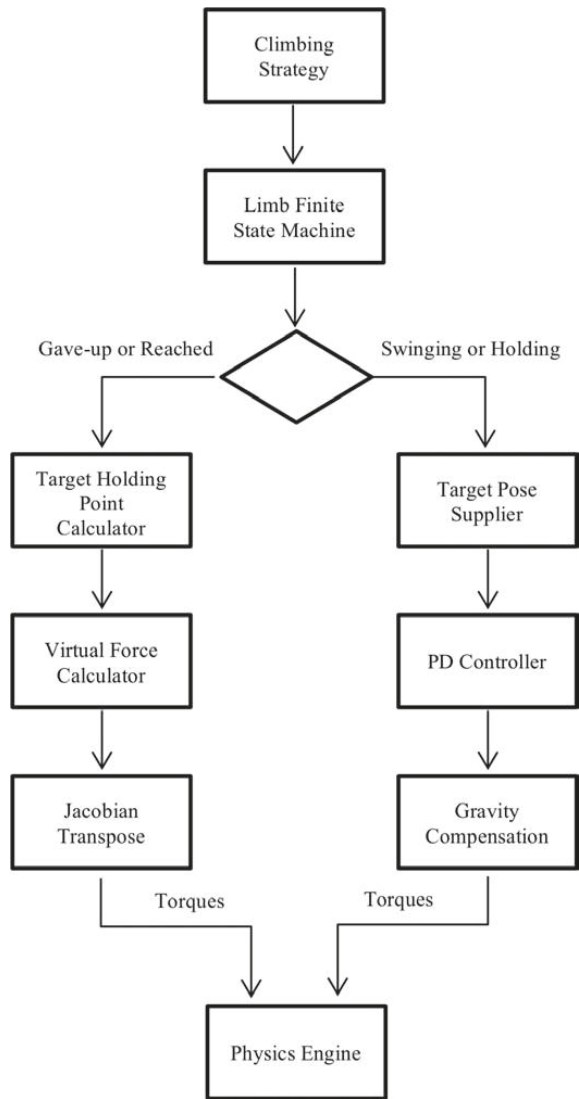 Climbing
Strategy
Limb Finite
State Machine
Gave-up or Reached
Swinging or Holding
Target Holding
Point
Calculator
Target Pose
Supplier
Virtual Force
Calculator
PD Controller
Jacobian
Transpose
Gravity
Compensation
Torques
Torques
Physics Engine